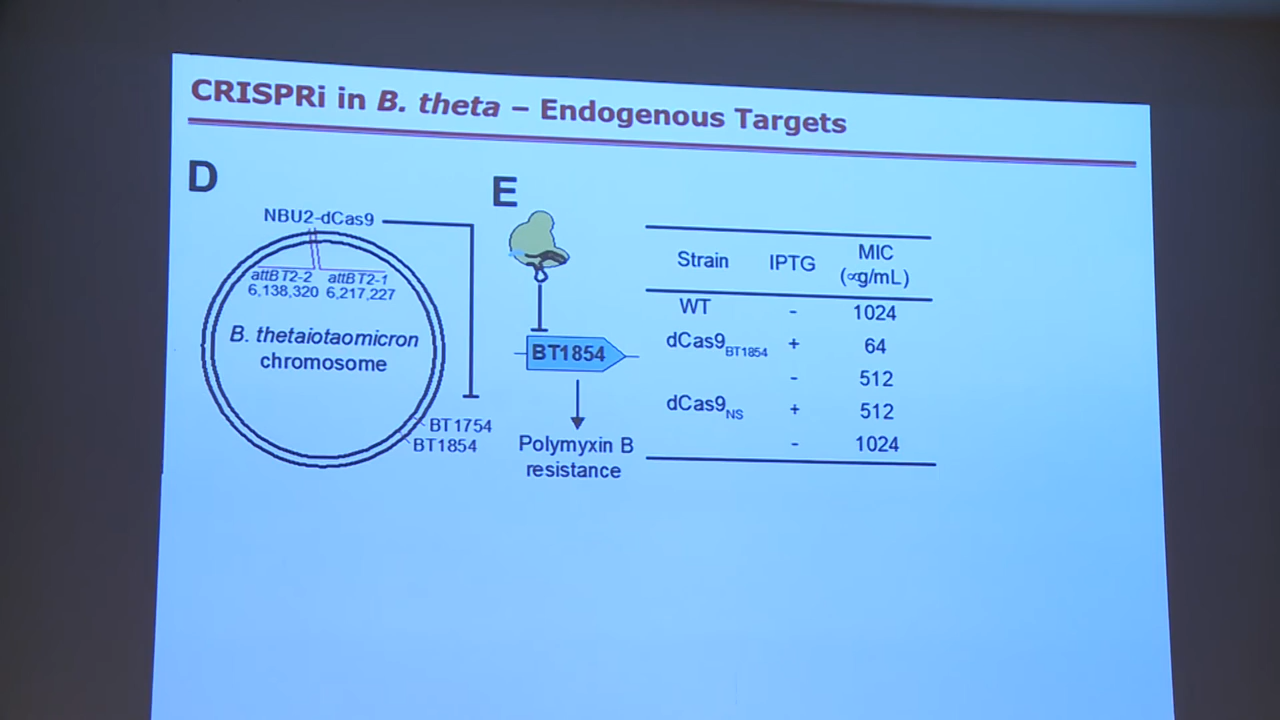 CRISPRi in B. theta – Endogenous Targets
D
NBU2-dCas9
attBT2-2 attBT2-1
6,138,320 6,217,227
B. thetaiotaomicron
chromosome
BT1754
BT1854
E
BT1854
Polymyxin B
resistance
Strain IPTG MIC (∝g/mL)
WT - 1024
dCas9BT1854 + 64
- 512
dCas9NS + 512
- 1024